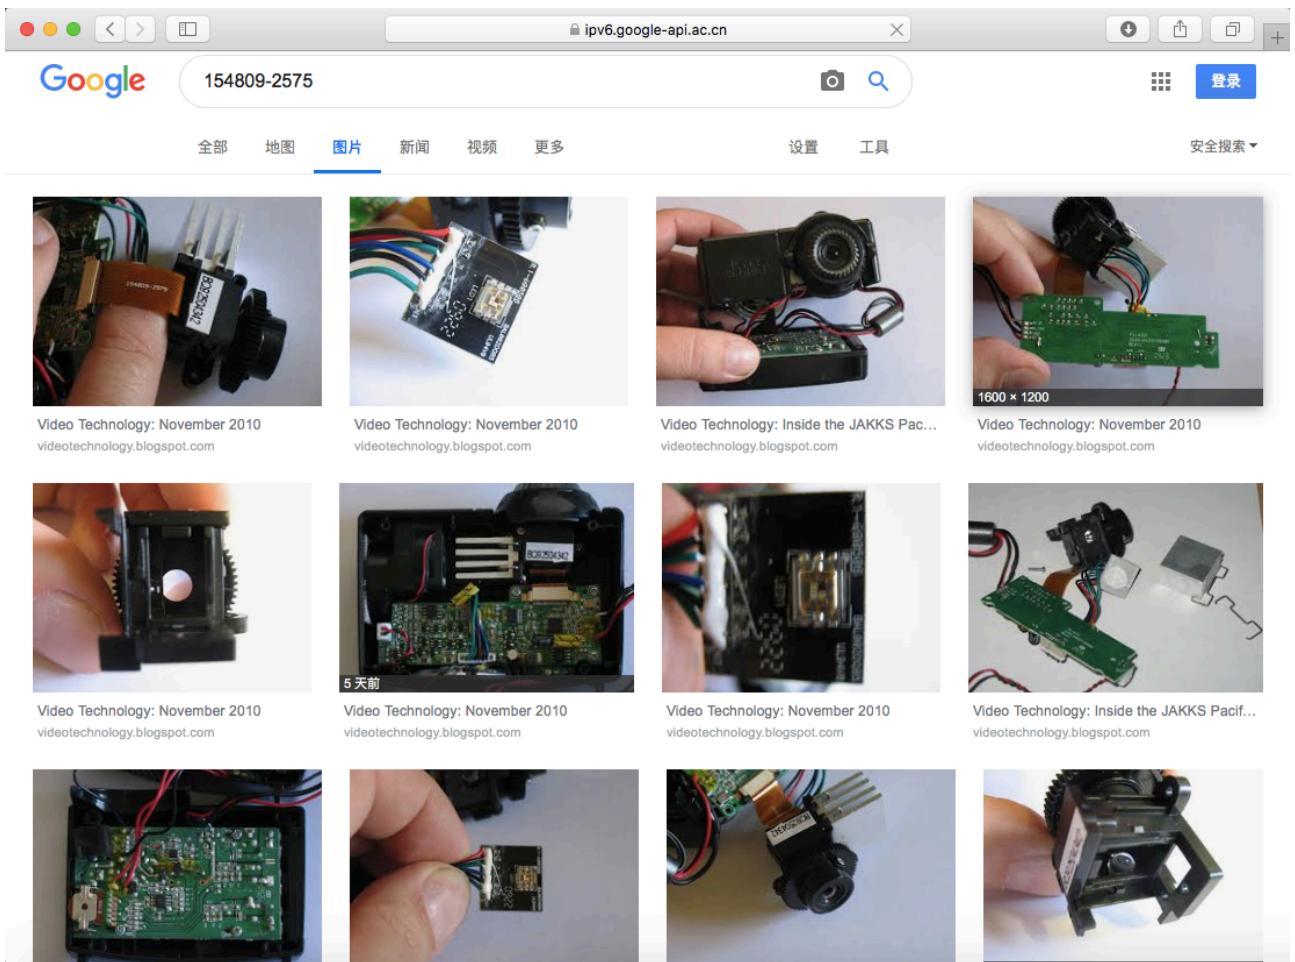 ipv6.google-api.ac.cn
Google
154809-2575
登录
全部 地图 图片 新闻 视频 更多 设置 工具 安全搜索
154809-2575
BO92504342
1600 × 1200
Video Technology: November 2010
Video Technology: November 2010
Video Technology: Inside the JAKKS Pac...
Video Technology: November 2010
videotechnology.blogspot.com
videotechnology.blogspot.com
videotechnology.blogspot.com
videotechnology.blogspot.com
BO92504342
5 天前
Video Technology: November 2010
Video Technology: November 2010
Video Technology: November 2010
Video Technology: Inside the JAKKS Pacif...
videotechnology.blogspot.com
videotechnology.blogspot.com
videotechnology.blogspot.com
videotechnology.blogspot.com
BO92504342